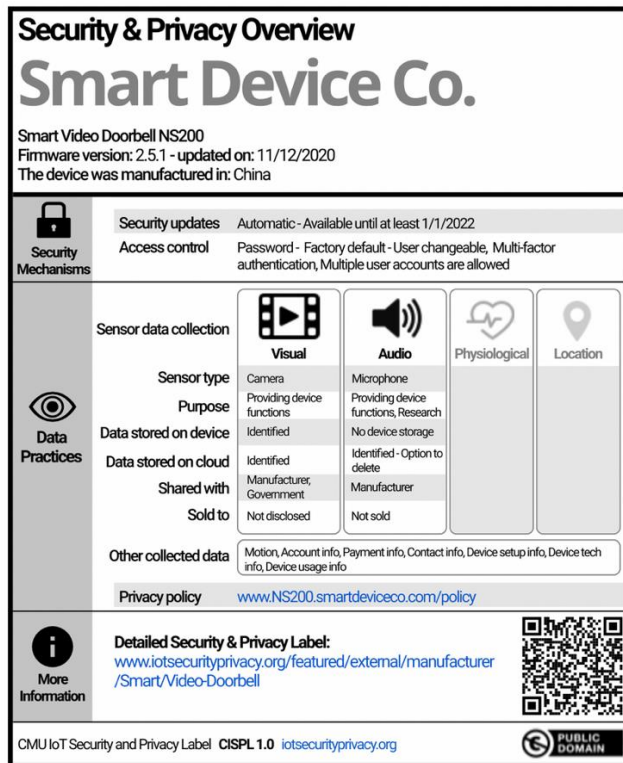 Security & Privacy Overview
Smart Device Co.
Smart Video Doorbell NS200
Firmware version: 2.5.1 - updated on: 11/12/2020
The device was manufactured in: China
Security Mechanisms
Security updates Automatic - Available until at least 1/1/2022
Access control Password - Factory default - User changeable, Multi-factor
authentication, Multiple user accounts are allowed
Data Practices
Sensor data collection
Visual Audio Physiological Location
Sensor type Camera Microphone
Purpose Providing device functions Providing device functions, Research
Data stored on device Identified No device storage
Data stored on cloud Identified Identified - Option to delete
Shared with Manufacturer, Government Manufacturer
Sold to Not disclosed Not sold
Other collected data Motion, Account info, Payment info, Contact info, Device setup info, Device tech
info, Device usage info
Privacy policy www.NS200.smartdeviceco.com/policy
More Information
Detailed Security & Privacy Label:
www.iotsecurityprivacy.org/featured/external/manufacturer
/Smart/Video-Doorbell
CMU IoT Security and Privacy Label CISPL 1.0 iotsecurityprivacy.org
PUBLIC
DOMAIN